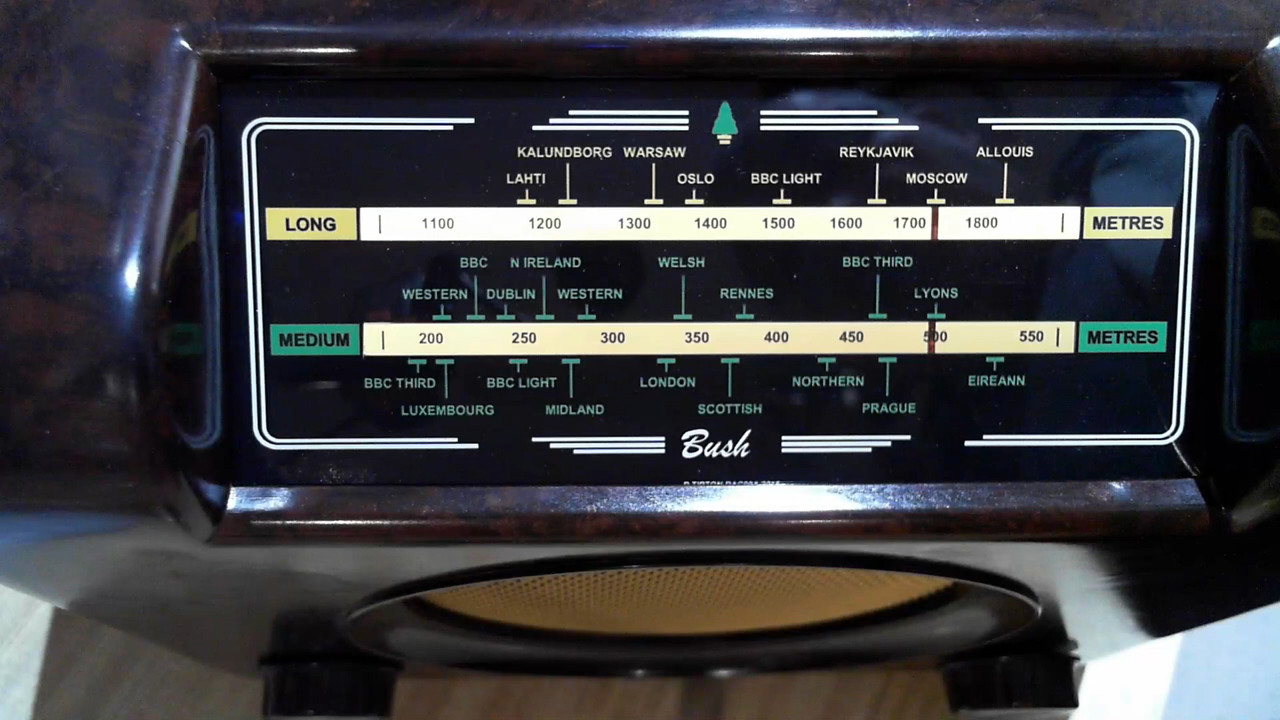 KALUNDBORG WARSAW REYKJAVIK ALLOUIS
LAHTI OSLO BBC LIGHT MOSCOW
LONG 1100 1200 1300 1400 1500 1600 1700 1800 METRES
BBC N IRELAND WELSH BBC THIRD
WESTERN DUBLIN WESTERN RENNES LYONS
MEDIUM 200 250 300 350 400 450 500 550 METRES
BBC THIRD BBC LIGHT LONDON NORTHERN EIREANN
LUXEMBOURG MIDLAND SCOTTISH PRAGUE
Bush